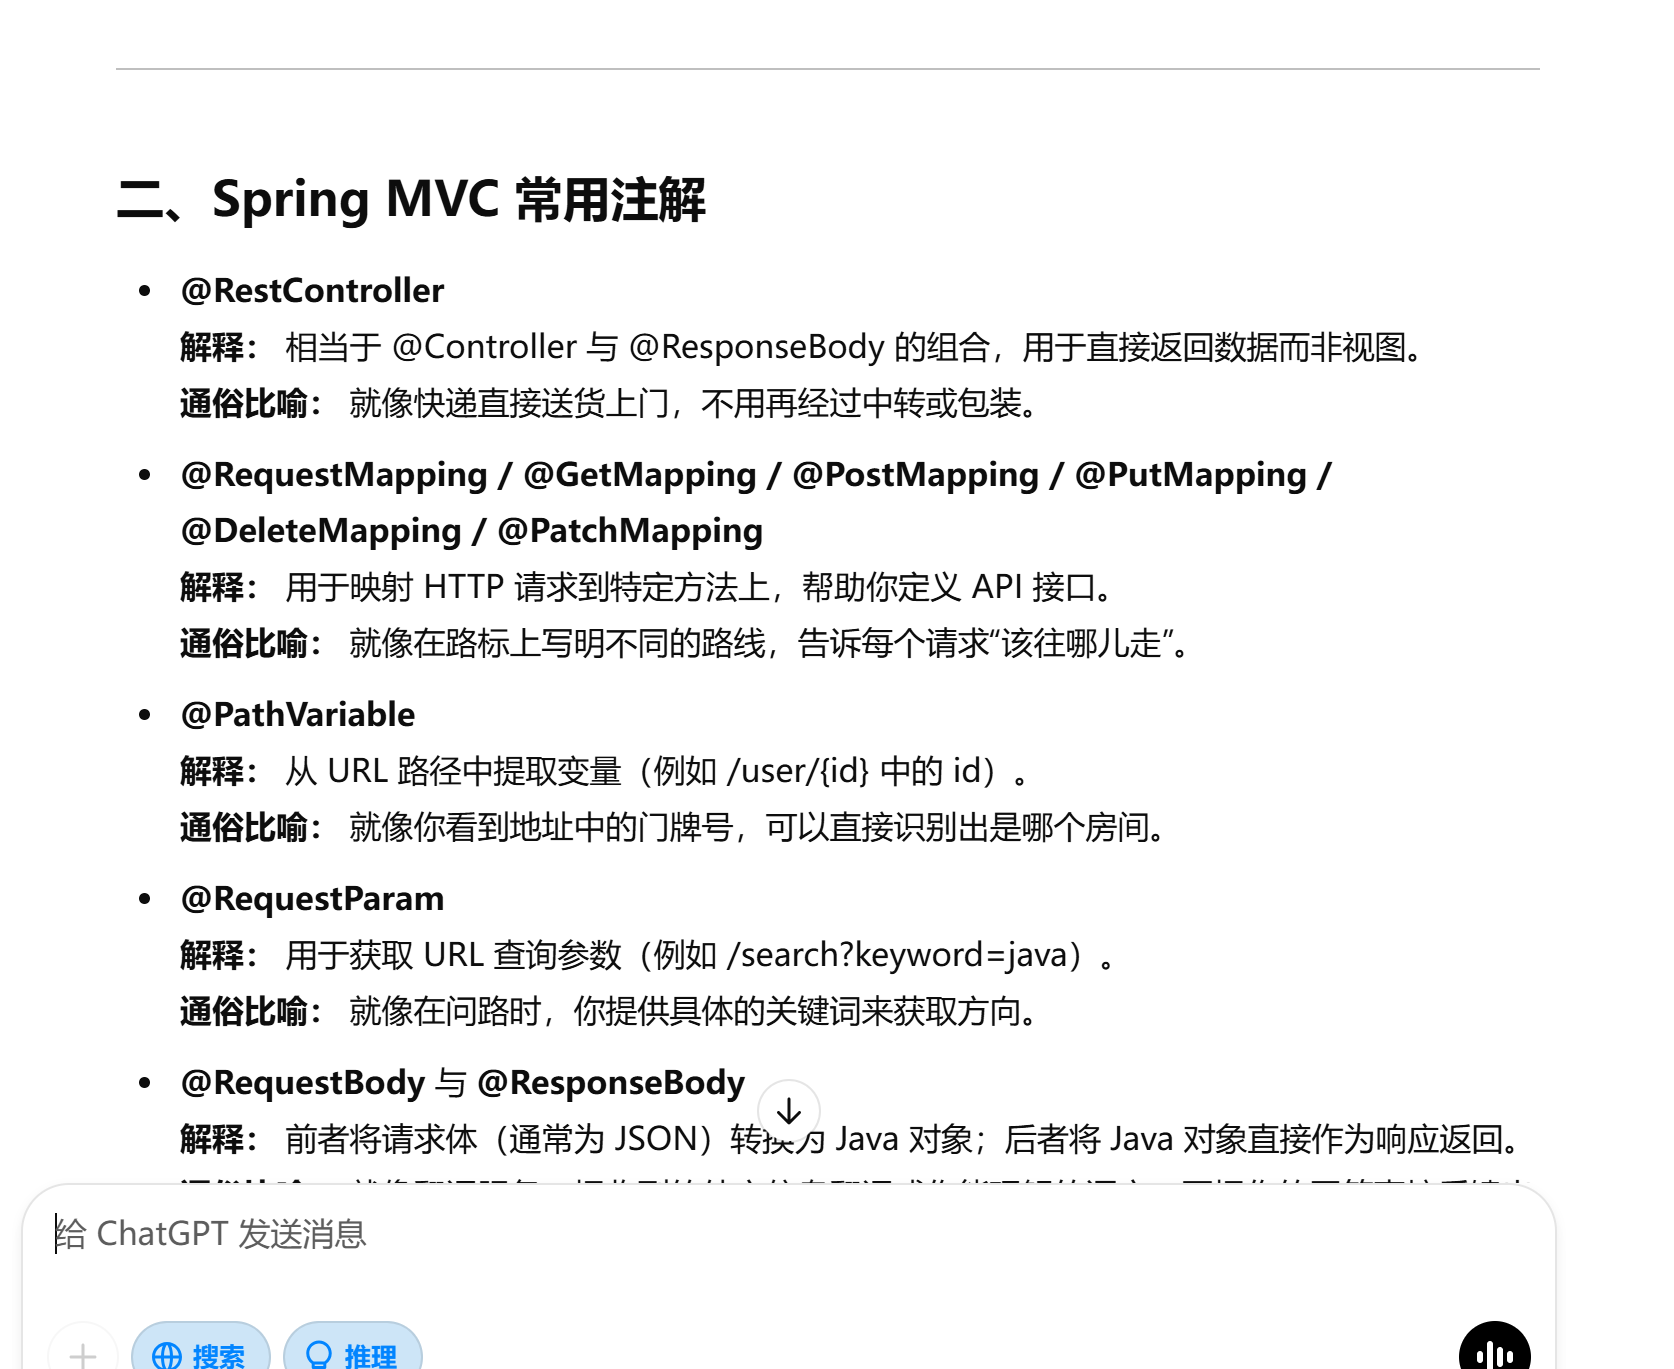 二、Spring MVC 常用注解
@RestController
解释： 相当于 @Controller 与 @ResponseBody 的组合，用于直接返回数据而非视图。
通俗比喻： 就像快递直接送货上门，不用再经过中转或包装。
@RequestMapping / @GetMapping / @PostMapping / @PutMapping /
@DeleteMapping / @PatchMapping
解释： 用于映射 HTTP 请求到特定方法上，帮助你定义 API 接口。
通俗比喻： 就像在路标上写明不同的路线，告诉每个请求“该往哪儿走”。
@PathVariable
解释： 从 URL 路径中提取变量（例如 /user/{id} 中的 id）。
通俗比喻： 就像你看到地址中的门牌号，可以直接识别出是哪个房间。
@RequestParam
解释： 用于获取 URL 查询参数（例如 /search?keyword=java）。
通俗比喻： 就像在问路时，你提供具体的关键词来获取方向。
@RequestBody 与 @ResponseBody
解释： 前者将请求体（通常为 JSON）转换为 Java 对象；后者将 Java 对象直接作为响应返回。
给 ChatGPT 发送消息
搜索 推理